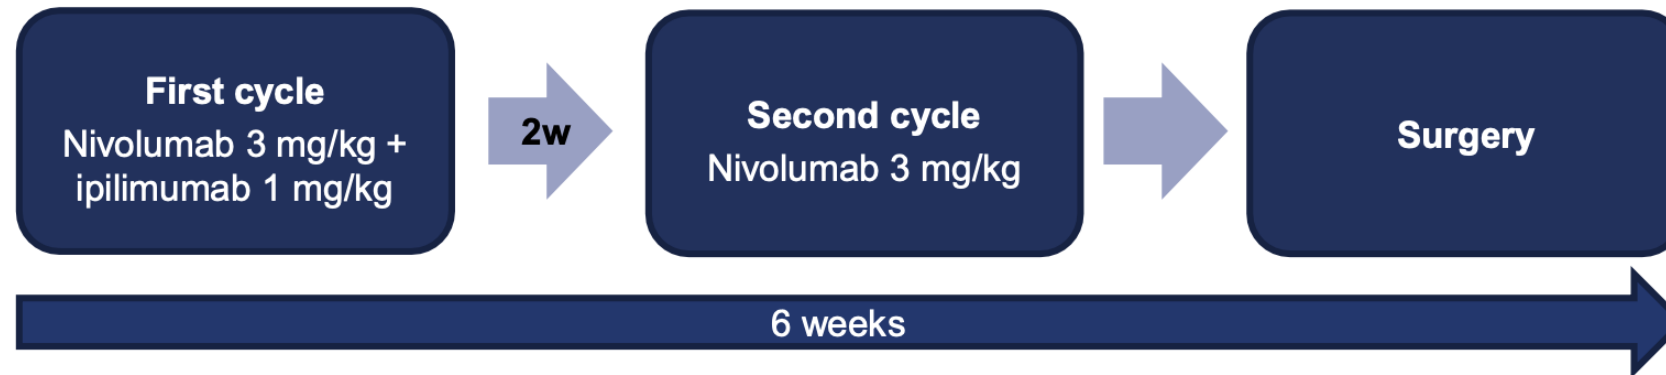 First cycle
Nivolumab 3 mg/kg +
ipilimumab 1 mg/kg
2w
Second cycle
Nivolumab 3 mg/kg
Surgery
6 weeks